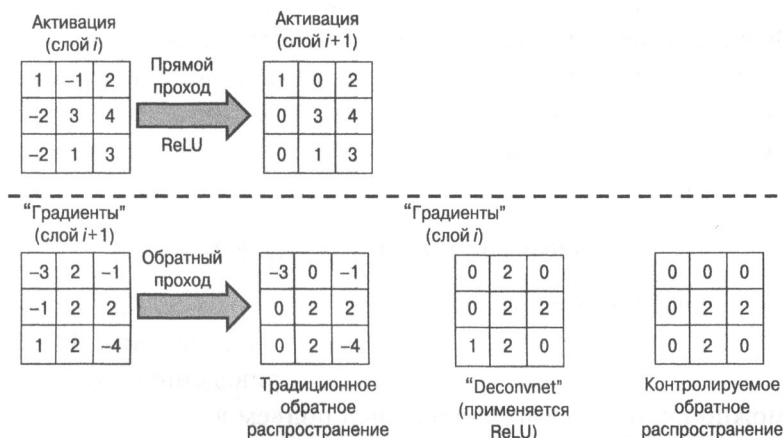 Активация
(слой i)
Активация
(слой i+1)
Прямой
проход
ReLU
1 −1 2
−2 3 4
−2 1 3
1 0 2
0 3 4
0 1 3
“Градиенты"
(слой i+1)
“Градиенты"
(слой i)
Обратный
проход
−3 2 −1
−1 2 2
1 2 −4
−3 0 −1
0 2 2
0 2 −4
0 2 0
0 2 2
1 2 0
0 0 0
0 2 2
0 2 0
Традиционное
обратное
распространение
“Deconvnet"
(применяется
ReLU)
Контролируемое
обратное
распространение